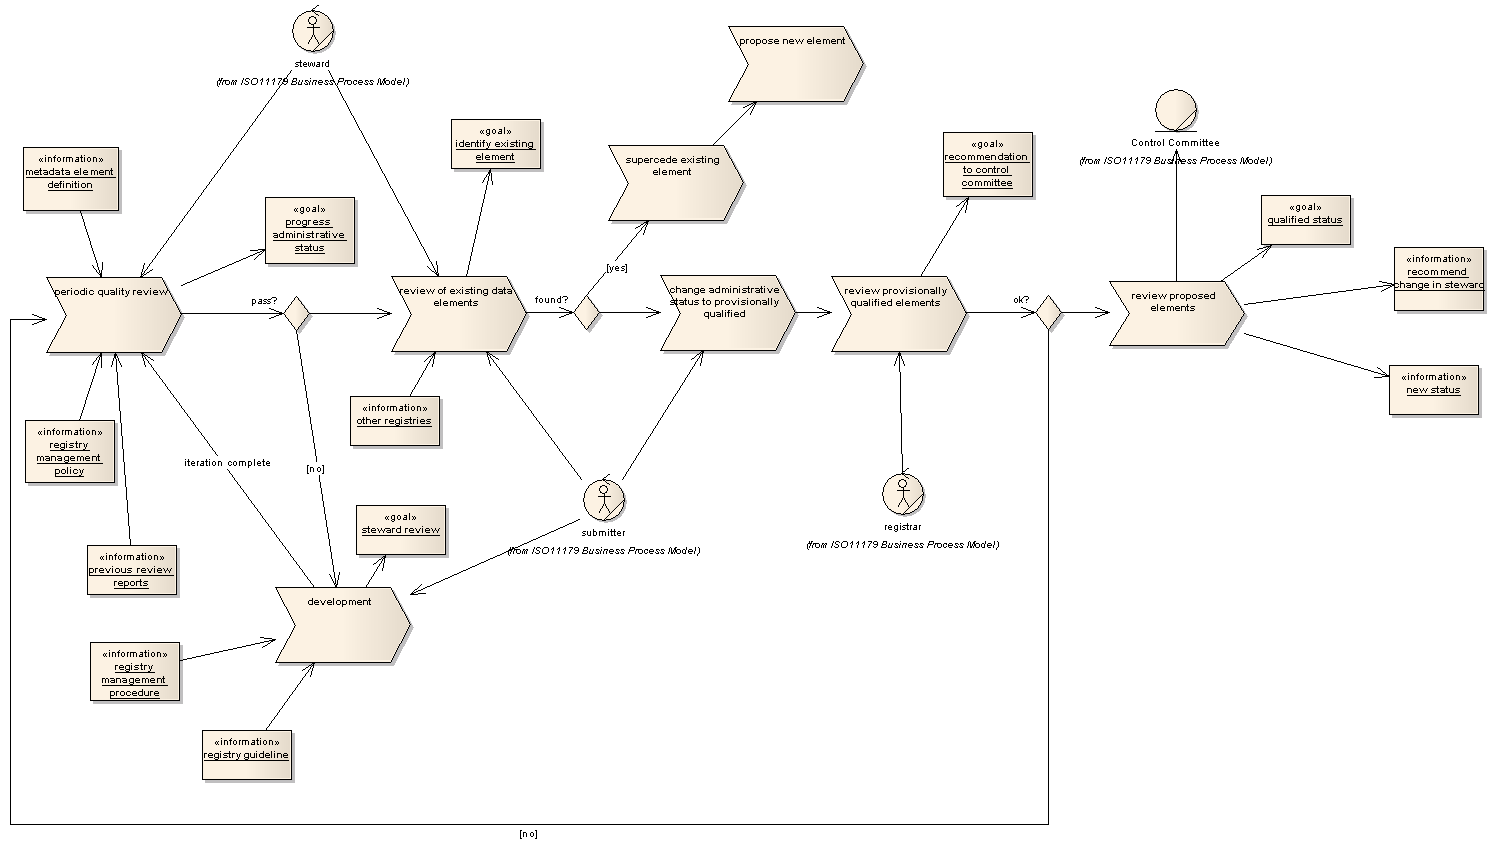 steward
(from ISO11179 Business Process Model)
propose new element
Control Committee
(from ISO11179 Business Process Model)
«goal»
identify existing
element
supercede existing
element
«goal»
recommendation
to control
committee
«information»
metadata element
definition
«goal»
progress
administrative
status
«goal»
qualified status
«information»
recommend
change in steward
[yes]
periodic quality review
pass?
review of existing data
elements
found?
change administrative
status to provisionally
qualified
review provisionally
qualified elements
ok?
review proposed
elements
«information»
new status
«information»
other registries
«information»
registry
management
policy
iteration complete
[no]
submitter
(from ISO11179 Business Process Model)
registrar
(from ISO11179 Business Process Model)
«goal»
steward review
«information»
previous review
reports
development
«information»
registry
management
procedure
«information»
registry guideline
[no]